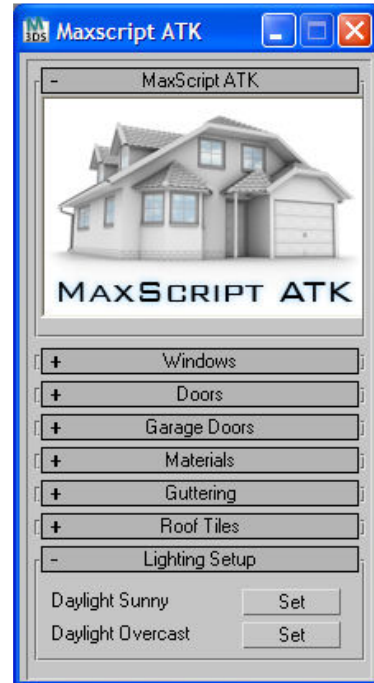 M
3DS
Maxscript ATK
- MaxScript ATK
MAXSCRIPT ATK
+ Windows
+ Doors
+ Garage Doors
+ Materials
+ Guttering
+ Roof Tiles
- Lighting Setup
Daylight Sunny Set
Daylight Overcast Set